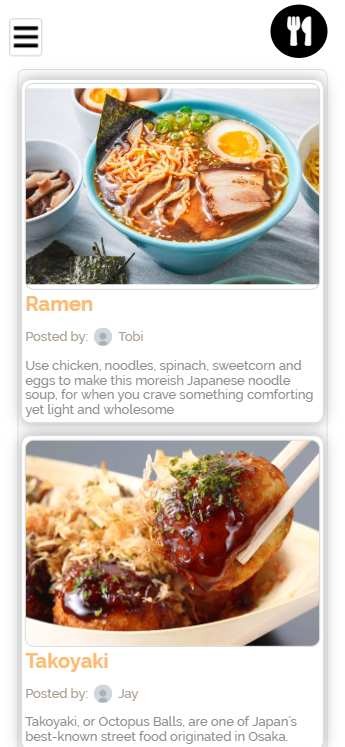 Ramen
Posted by: Tobi
Use chicken, noodles, spinach, sweetcorn and
eggs to make this moreish Japanese noodle
soup, for when you crave something comforting
yet light and wholesome
Takoyaki
Posted by: Jay
Takoyaki, or Octopus Balls, are one of Japan's
best-known street food originated in Osaka.